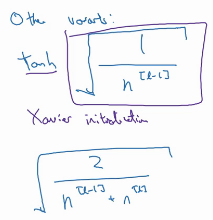 Other variants:
Tanh √(1 / n^[l-1])
Xavier initialization
√(2 / (n^[l-1] + n^[l]))